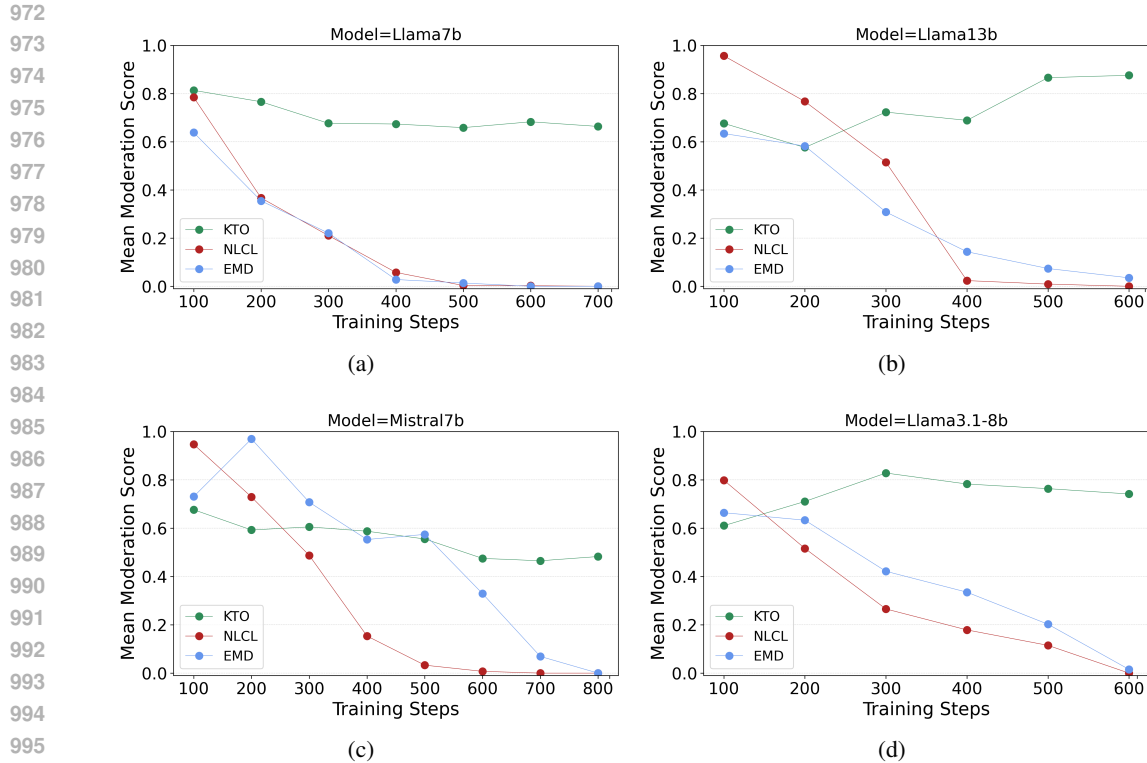 972
973
974
975
976
977
978
979
980
981
982
983
984
985
986
987
988
989
990
991
992
993
994
995
Model=Llama7b
Mean Moderation Score
1.0
0.8
0.6
0.4
0.2
0.0
KTO
NLCL
EMD
100 200 300 400 500 600 700
Training Steps
(a)
Model=Llama13b
Mean Moderation Score
1.0
0.8
0.6
0.4
0.2
0.0
KTO
NLCL
EMD
100 200 300 400 500 600
Training Steps
(b)
Model=Mistral7b
Mean Moderation Score
1.0
0.8
0.6
0.4
0.2
0.0
KTO
NLCL
EMD
100 200 300 400 500 600 700 800
Training Steps
(c)
Model=Llama3.1-8b
Mean Moderation Score
1.0
0.8
0.6
0.4
0.2
0.0
KTO
NLCL
EMD
100 200 300 400 500 600
Training Steps
(d)